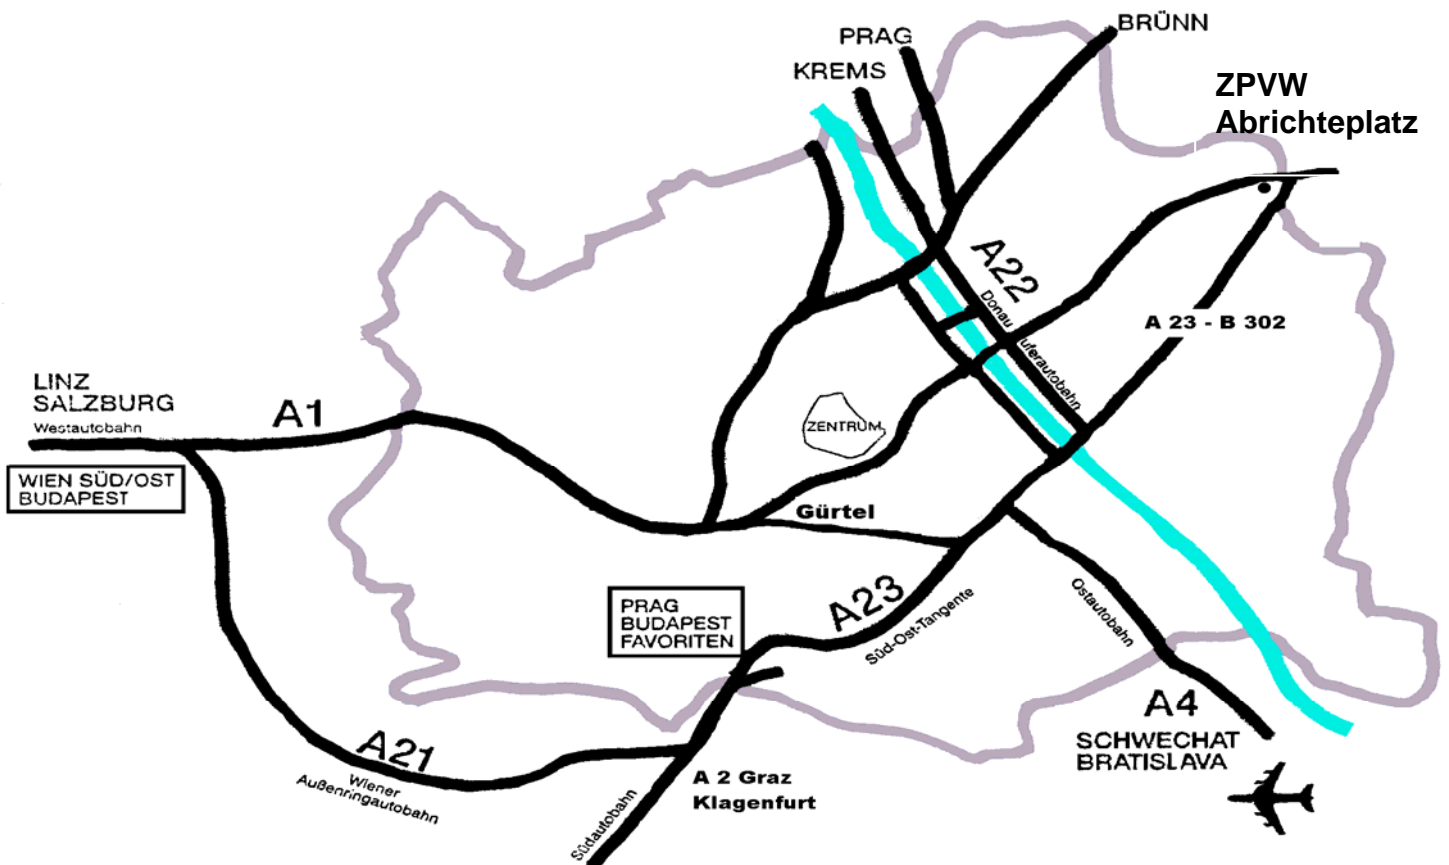 BRÜNN
PRAG
KREMS
ZPVW
Abrichteplatz
A22
Donau uferautobahn
A 23 - B 302
LINZ
SALZBURG
Westautobahn
A1
ZENTRUM
WIEN SÜD/OST
BUDAPEST
Gürtel
PRAG
BUDAPEST
FAVORITEN
A23
Süd-Ost-Tangente
Ostautobahn
A4
SCHWECHAT
BRATISLAVA
A21
Wiener
Außenringautobahn
A 2 Graz
Klagenfurt
Südautobahn